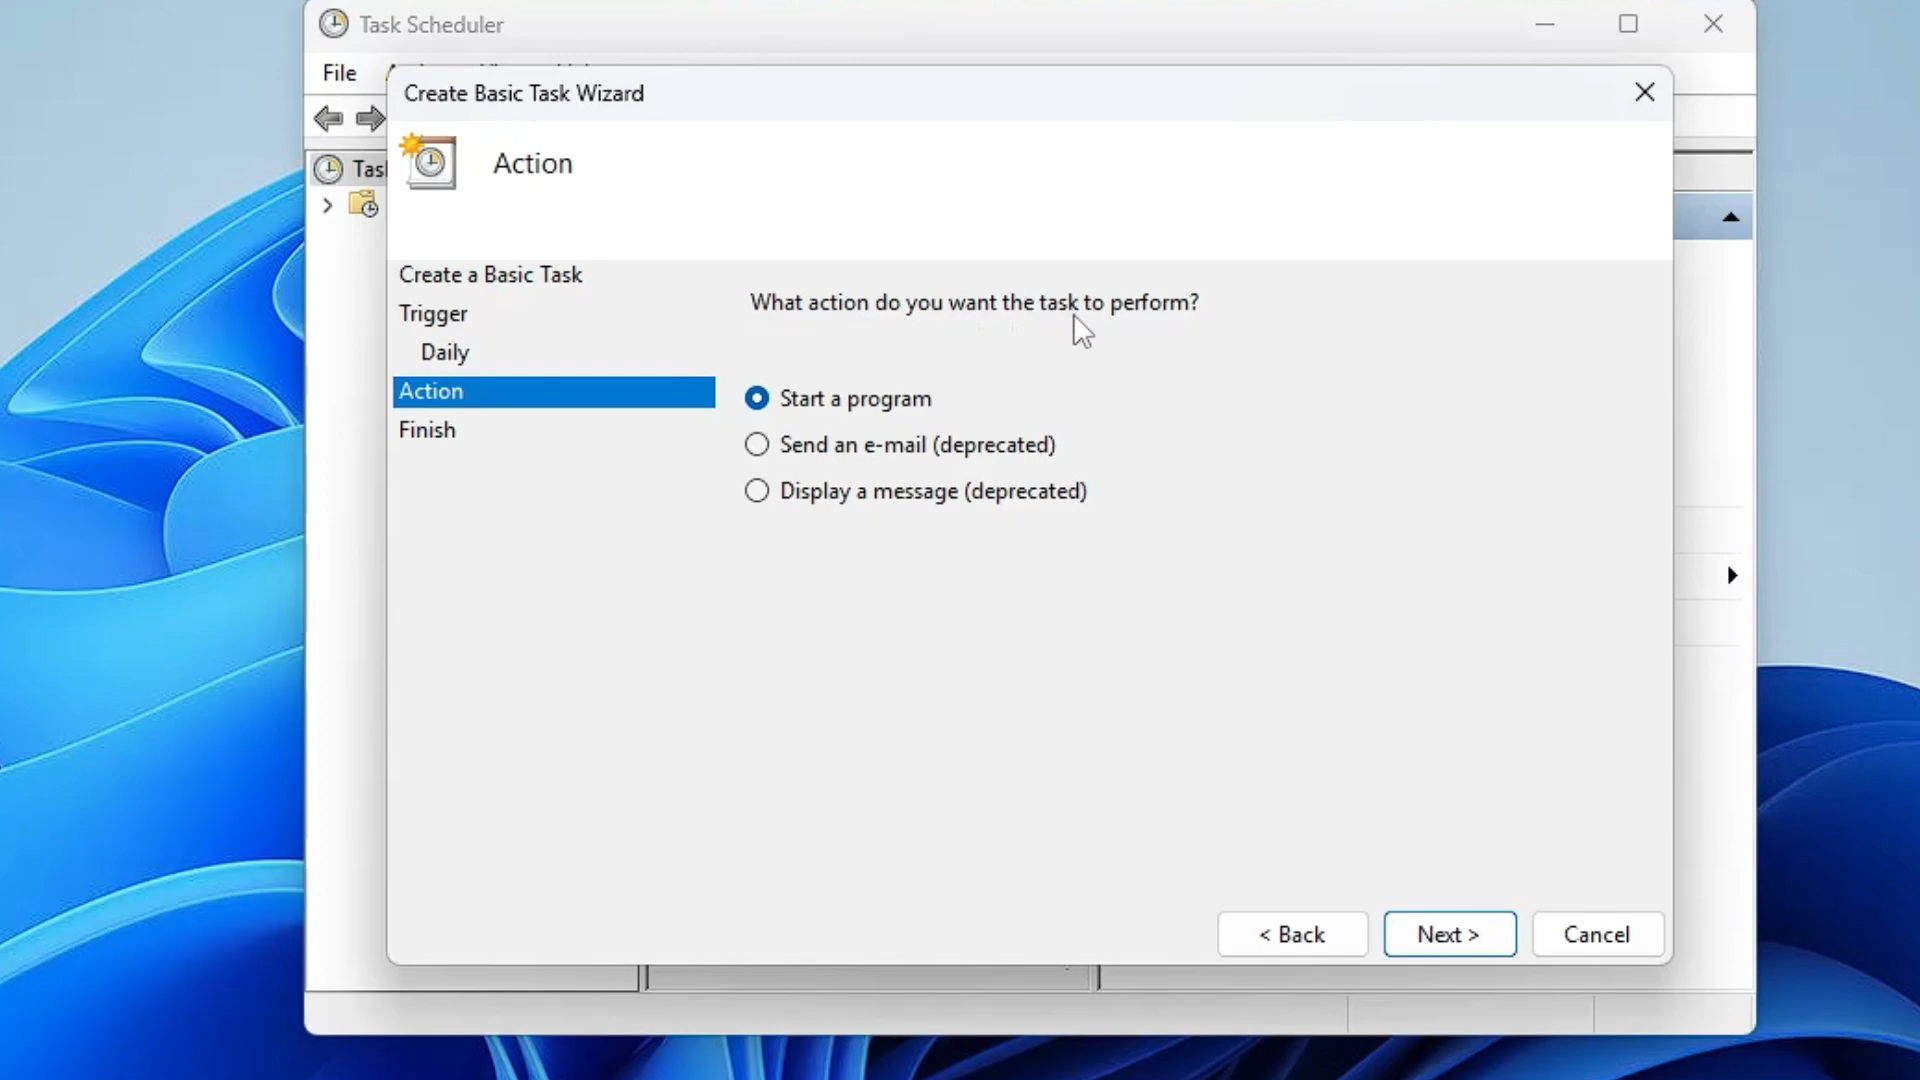 Task Scheduler
File
Create Basic Task Wizard
Action
Create a Basic Task
Trigger
Daily
Action
Finish
What action do you want the task to perform?
Start a program
Send an e-mail (deprecated)
Display a message (deprecated)
< Back
Next >
Cancel